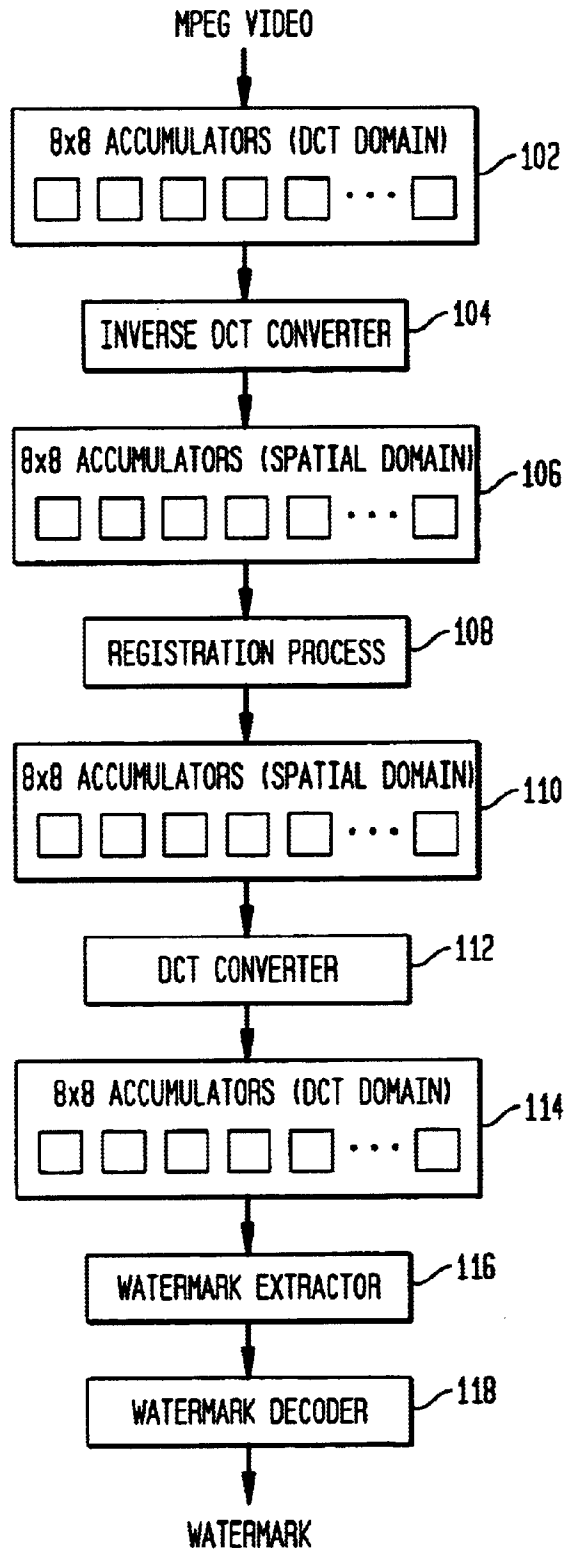 MPEG VIDEO
8x8 ACCUMULATORS (DCT DOMAIN)
102
INVERSE DCT CONVERTER
104
8x8 ACCUMULATORS (SPATIAL DOMAIN)
106
REGISTRATION PROCESS
108
8x8 ACCUMULATORS (SPATIAL DOMAIN)
110
DCT CONVERTER
112
8x8 ACCUMULATORS (DCT DOMAIN)
114
WATERMARK EXTRACTOR
116
WATERMARK DECODER
118
WATERMARK